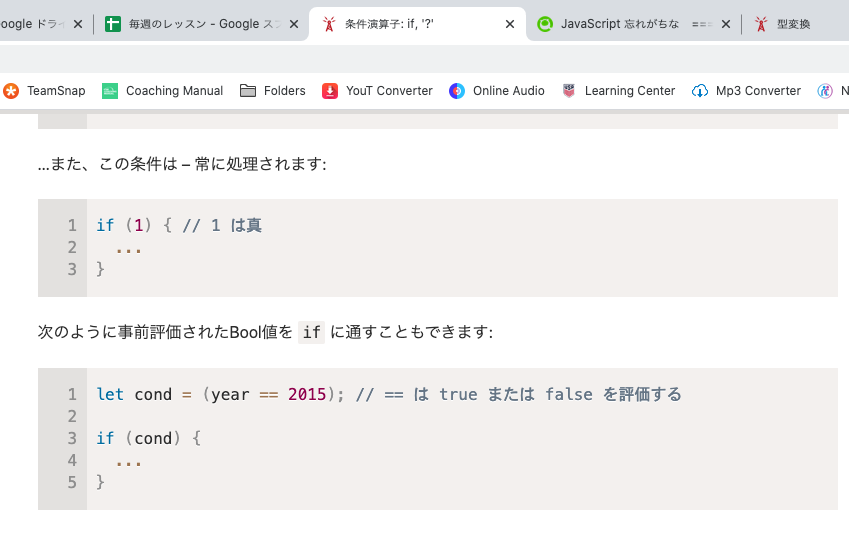 oogle ドライ
毎週のレッスン - Google スプ
条件演算子: if, '?'
JavaScript 忘れがちな ===
型変換
TeamSnap
Coaching Manual
Folders
YouT Converter
Online Audio
Learning Center
Mp3 Converter
N
...また、この条件は – 常に処理されます:
1 if (1) { // 1 は真
2   ...
3 }
次のように事前評価されたBool値を if に通すこともできます:
1 let cond = (year == 2015); // == は true または false を評価する
2
3 if (cond) {
4   ...
5 }